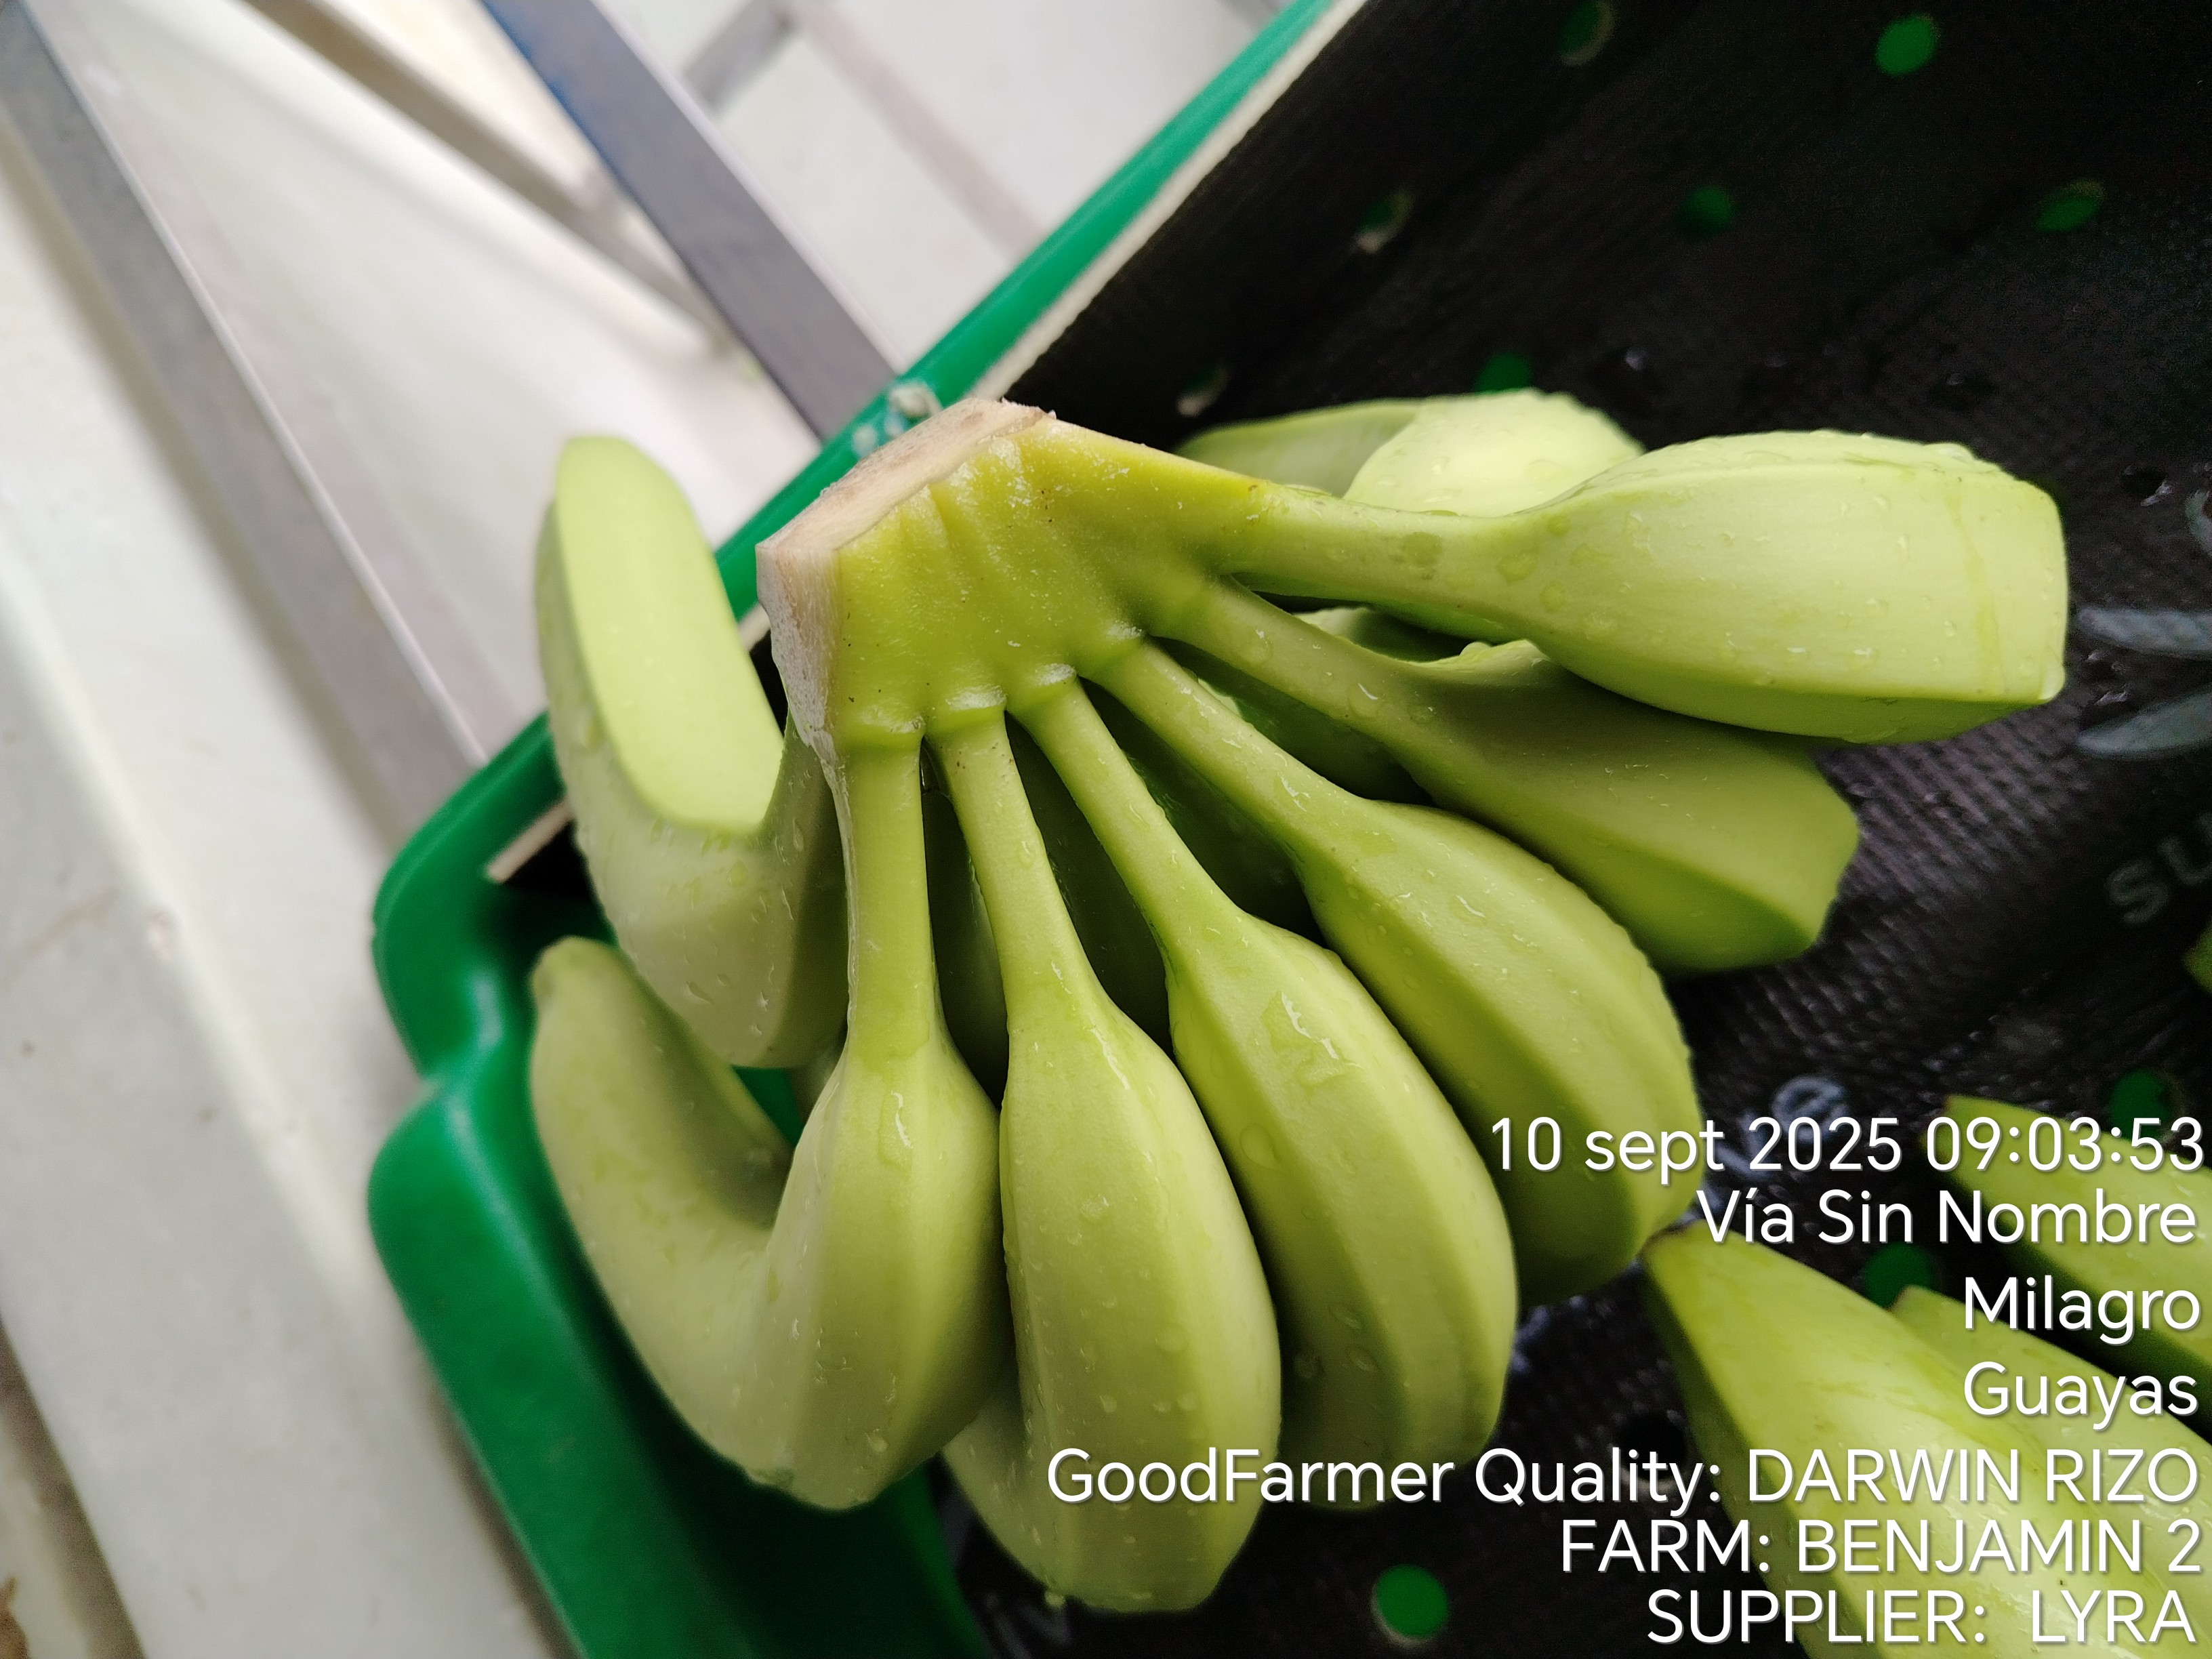 10 sept 2025 09:03:53
Vía Sin Nombre
Milagro
Guayas
GoodFarmer Quality: DARWIN RIZO
FARM: BENJAMIN 2
SUPPLIER: LYRA